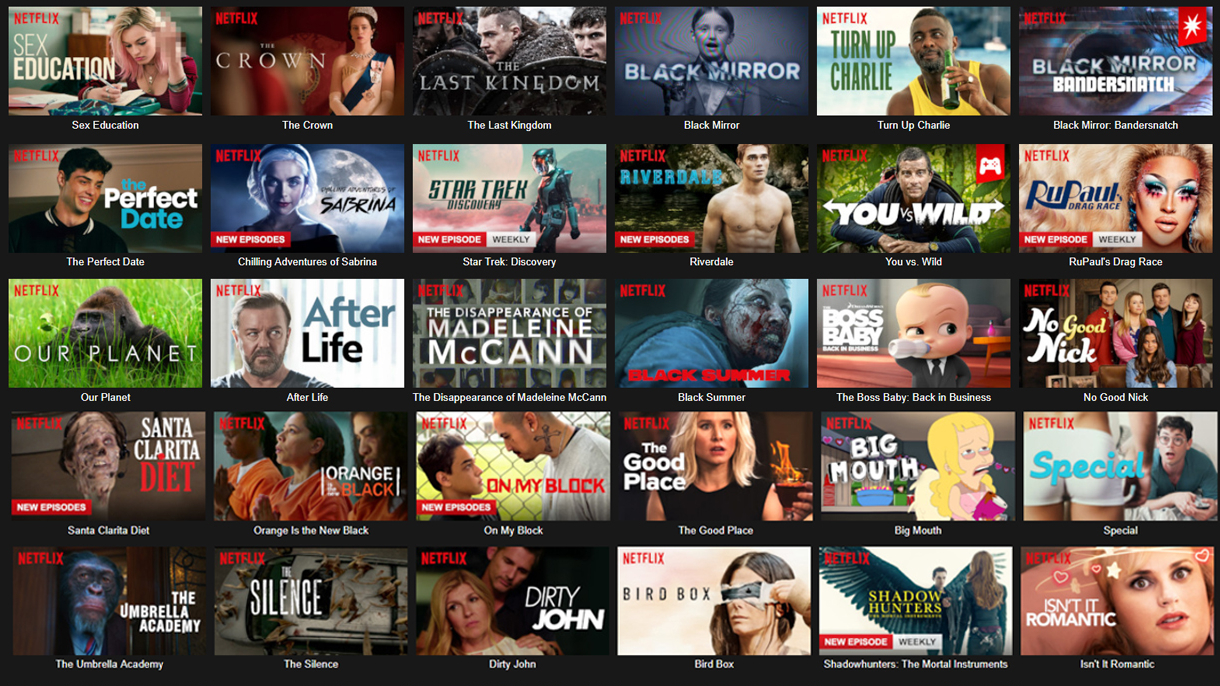 NETFLIX
SEX
EDUCATION
Sex Education
NETFLIX
THE
CROWN
The Crown
NETFLIX
THE
LAST KINGDOM
The Last Kingdom
NETFLIX
BLACK MIRROR
Black Mirror
NETFLIX
TURN UP
CHARLIE
Turn Up Charlie
NETFLIX
BLACK MIRROR
BANDERSNATCH
Black Mirror: Bandersnatch
NETFLIX
the
Perfect
Date
The Perfect Date
NETFLIX
CHILLING ADVENTURES OF
SABRINA
NEW EPISODES
Chilling Adventures of Sabrina
NETFLIX
STAR TREK
DISCOVERY
NEW EPISODE WEEKLY
Star Trek: Discovery
NETFLIX
RIVERDALE
NEW EPISODES
Riverdale
NETFLIX
YOU VS WILD
You vs. Wild
NETFLIX
RuPaul's
DRAG RACE
NEW EPISODE WEEKLY
RuPaul's Drag Race
NETFLIX
OUR PLANET
Our Planet
NETFLIX
After
Life
After Life
NETFLIX
THE DISAPPEARANCE OF
MADELEINE
McCANN
The Disappearance of Madeleine McCann
NETFLIX
BLACK SUMMER
Black Summer
NETFLIX
THE
BOSS
BABY
BACK IN BUSINESS
The Boss Baby: Back in Business
NETFLIX
No Good
Nick
No Good Nick
NETFLIX
SANTA
CLARITA
DIET
NEW EPISODES
Santa Clarita Diet
NETFLIX
ORANGE
IS THE NEW
BLACK
Orange Is the New Black
NETFLIX
ON MY BLOCK
NEW EPISODES
On My Block
NETFLIX
The
Good
Place
The Good Place
NETFLIX
BIG
MOUTH
Big Mouth
NETFLIX
Special
Special
NETFLIX
THE
UMBRELLA
ACADEMY
The Umbrella Academy
NETFLIX
THE
SILENCE
The Silence
NETFLIX
DIRTY
JOHN
Dirty John
NETFLIX
BIRD BOX
Bird Box
NETFLIX
SHADOW
HUNTERS
THE MORTAL INSTRUMENTS
NEW EPISODE WEEKLY
Shadowhunters: The Mortal Instruments
NETFLIX
ISN'T IT
ROMANTIC
Isn't It Romantic